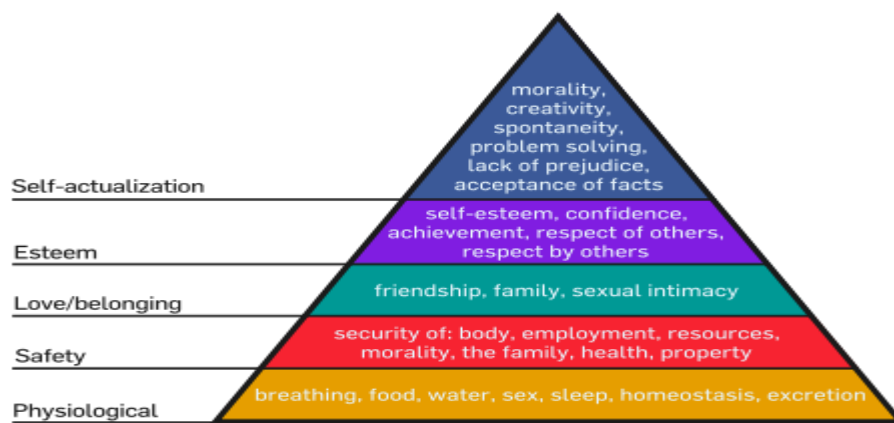 morality,
creativity,
spontaneity,
problem solving,
lack of prejudice,
acceptance of facts
Self-actualization
self-esteem, confidence,
achievement, respect of others,
respect by others
Esteem
friendship, family, sexual intimacy
Love/belonging
security of: body, employment, resources,
morality, the family, health, property
Safety
breathing, food, water, sex, sleep, homeostasis, excretion
Physiological